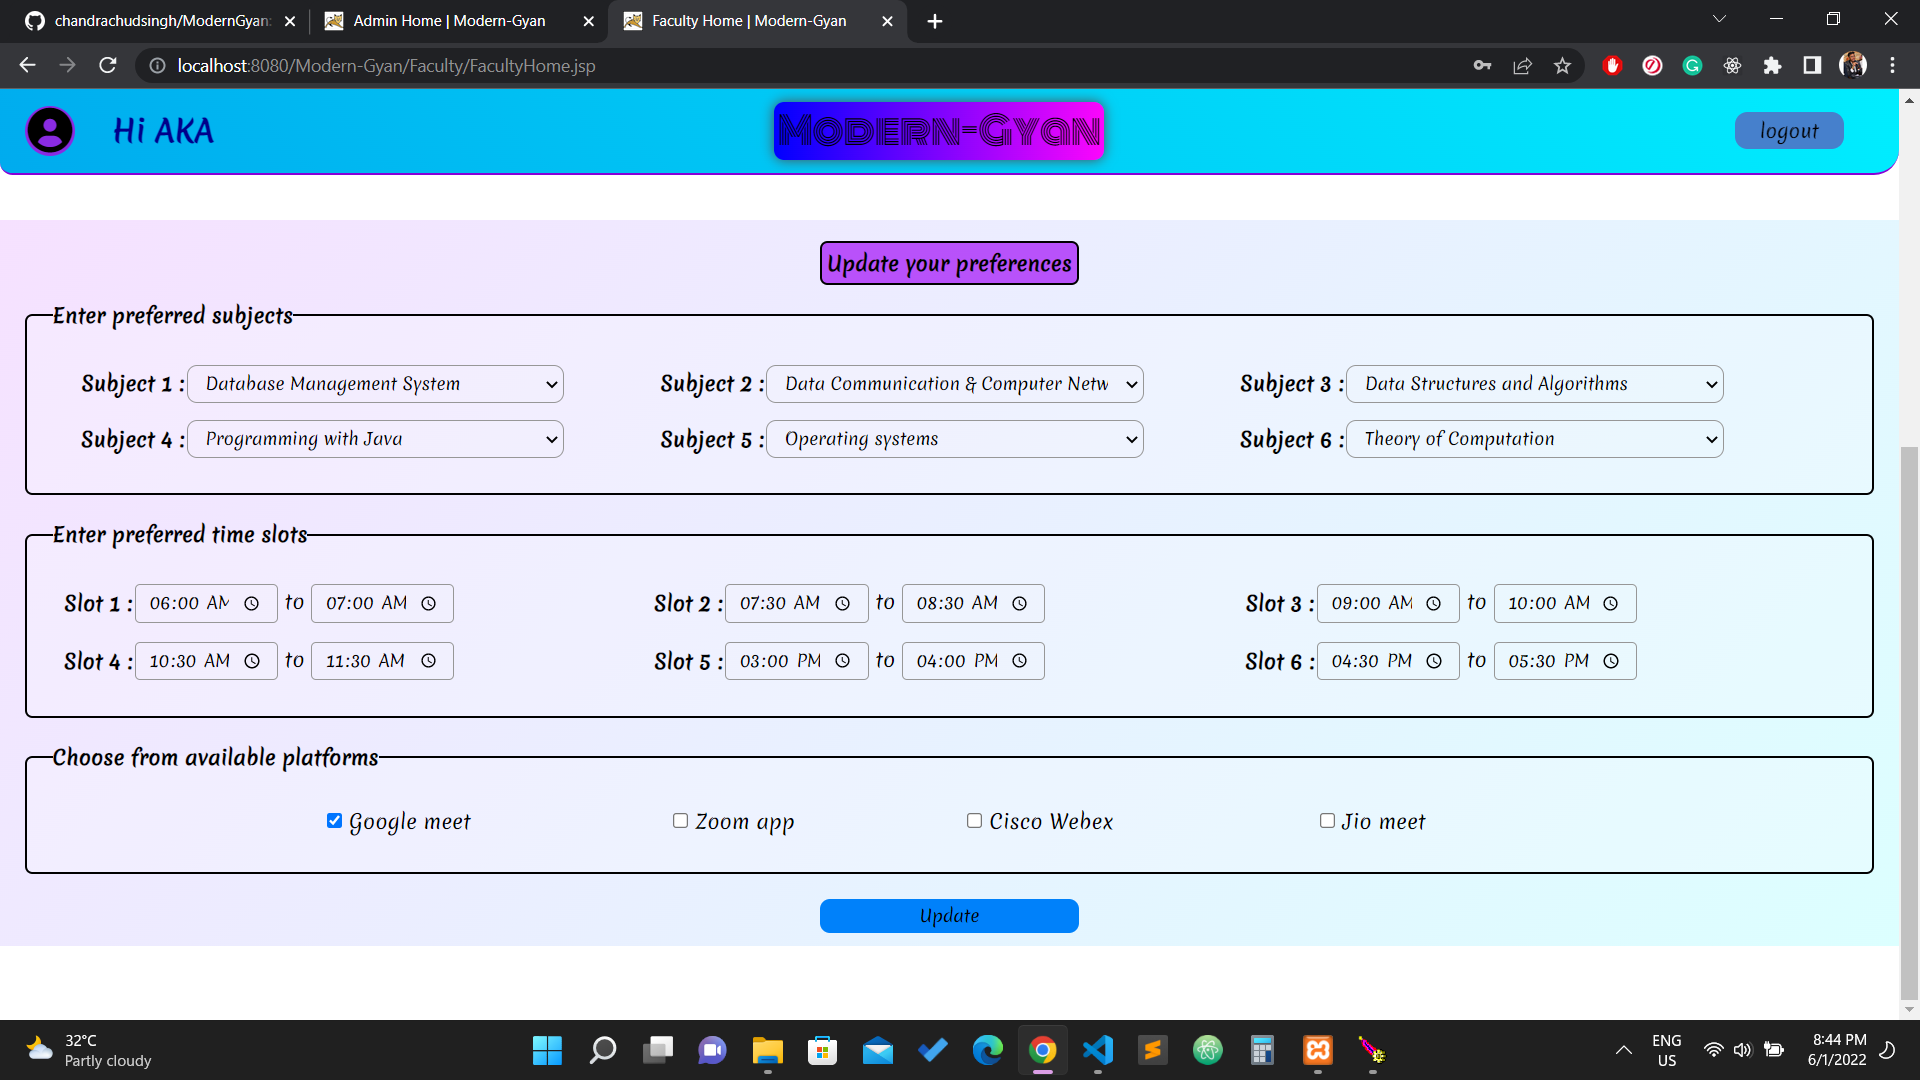 chandrachudsingh/ModernGyan:
Admin Home | Modern-Gyan
Faculty Home | Modern-Gyan
localhost:8080/Modern-Gyan/Faculty/FacultyHome.jsp
Hi AKA
Modern-Gyan
logout
Update your preferences
Enter preferred subjects
Subject 1 : Database Management System
Subject 2 : Data Communication & Computer Netw
Subject 3 : Data Structures and Algorithms
Subject 4 : Programming with Java
Subject 5 : Operating systems
Subject 6 : Theory of Computation
Enter preferred time slots
Slot 1 : 06:00 AM to 07:00 AM
Slot 2 : 07:30 AM to 08:30 AM
Slot 3 : 09:00 AM to 10:00 AM
Slot 4 : 10:30 AM to 11:30 AM
Slot 5 : 03:00 PM to 04:00 PM
Slot 6 : 04:30 PM to 05:30 PM
Choose from available platforms
Google meet
Zoom app
Cisco Webex
Jio meet
Update
32°C
Partly cloudy
ENG
US
8:44 PM
6/1/2022